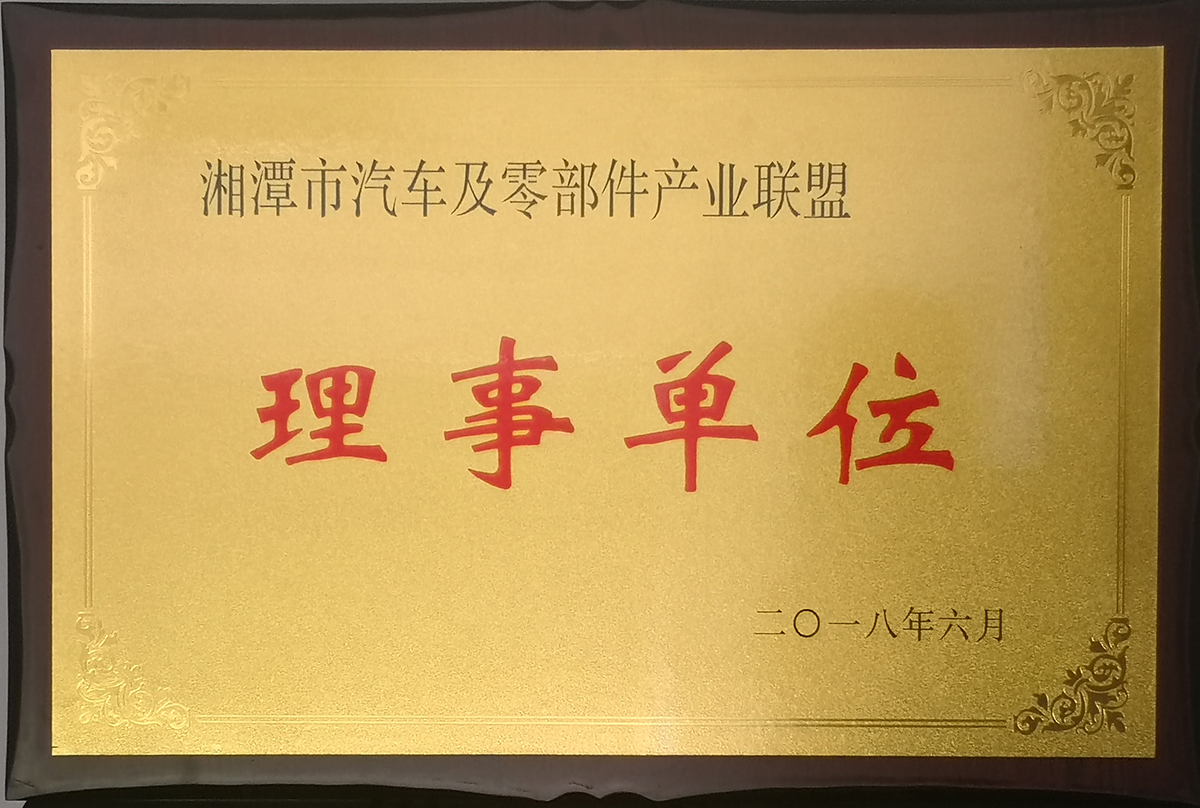 湘潭市汽车及零部件产业联盟
理事单位
二〇一八年六月